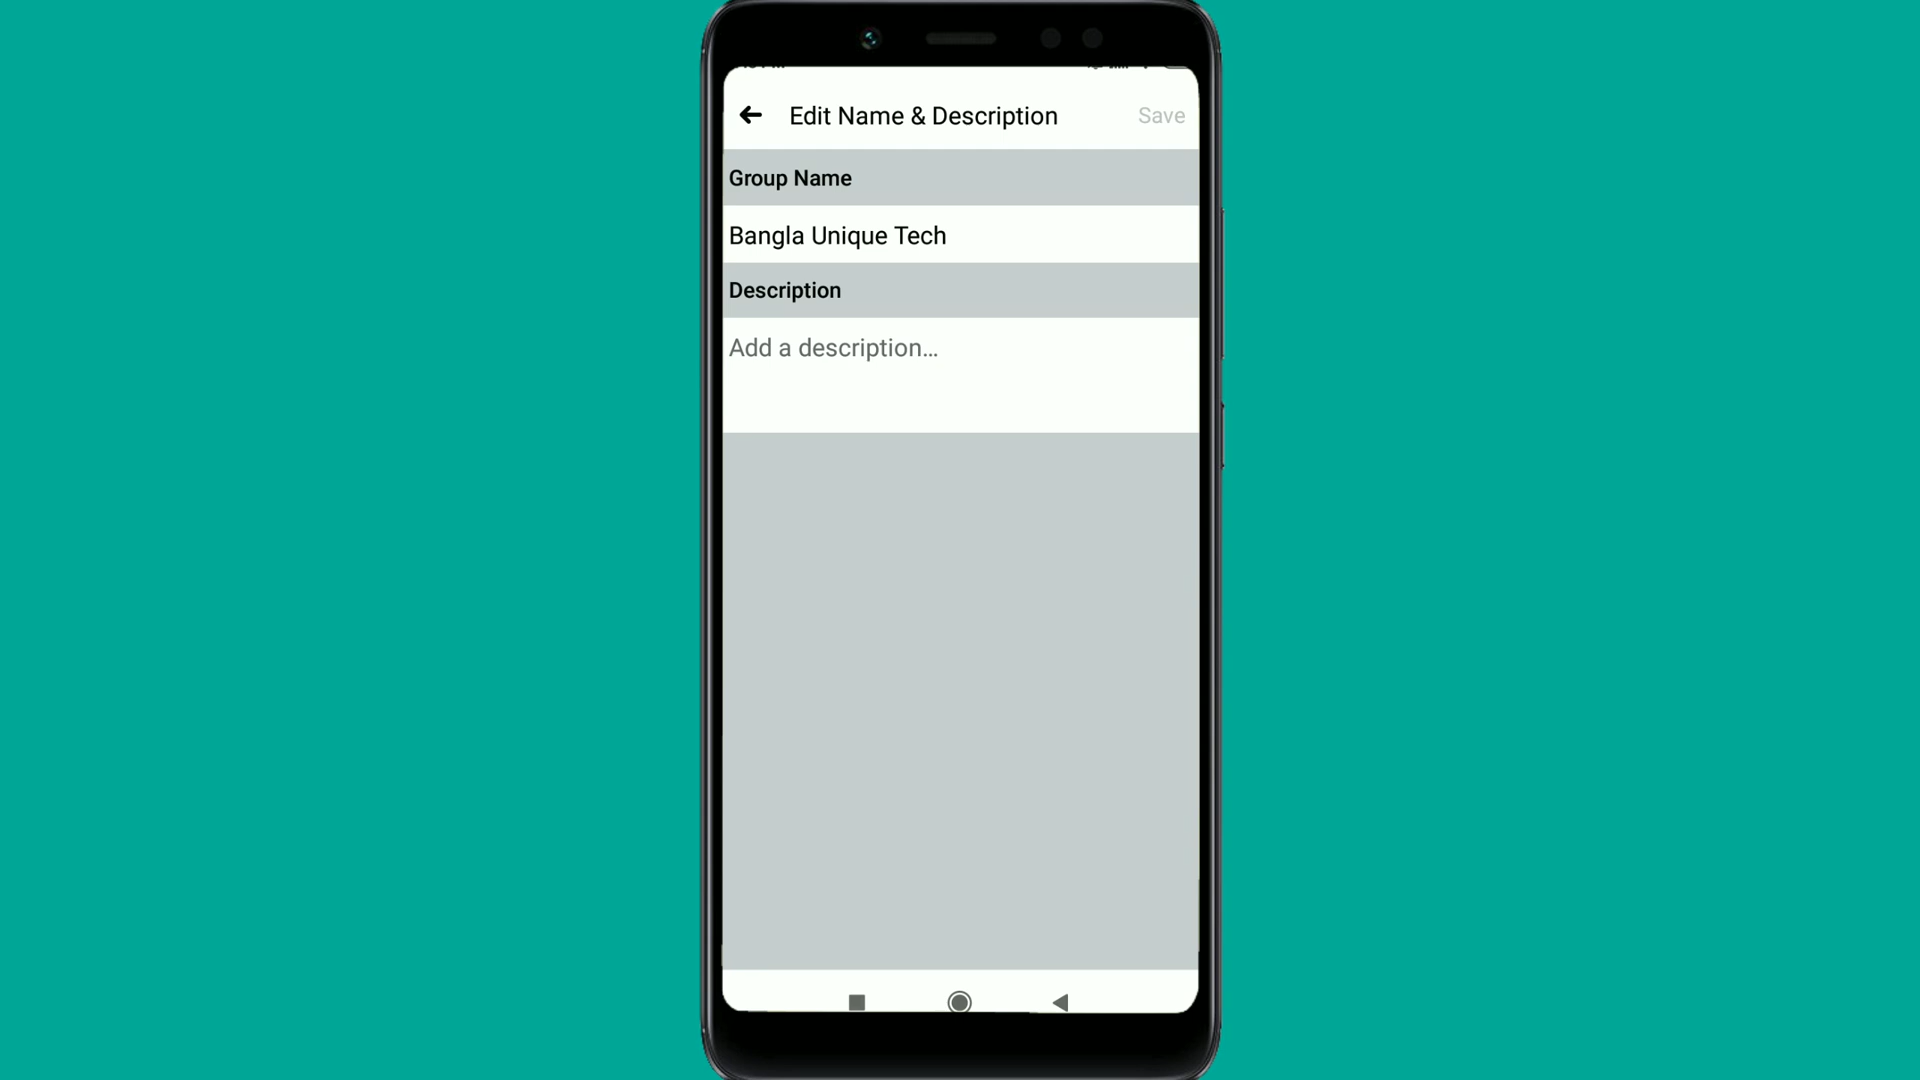 Edit Name & Description
Save
Group Name
Bangla Unique Tech
Description
Add a description...